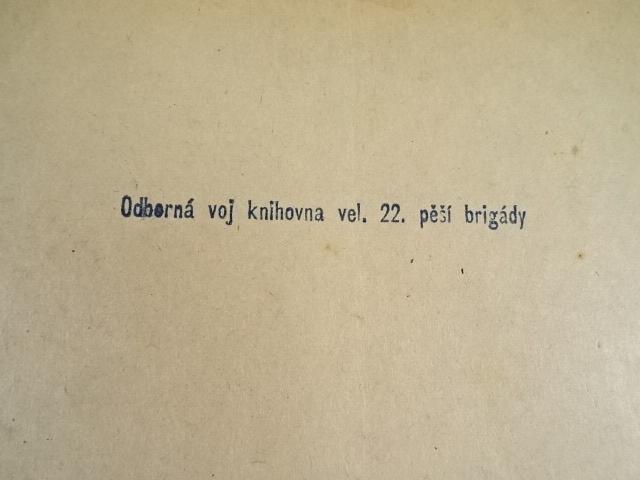 Odborná voj knihovna vel. 22. pěší brigády